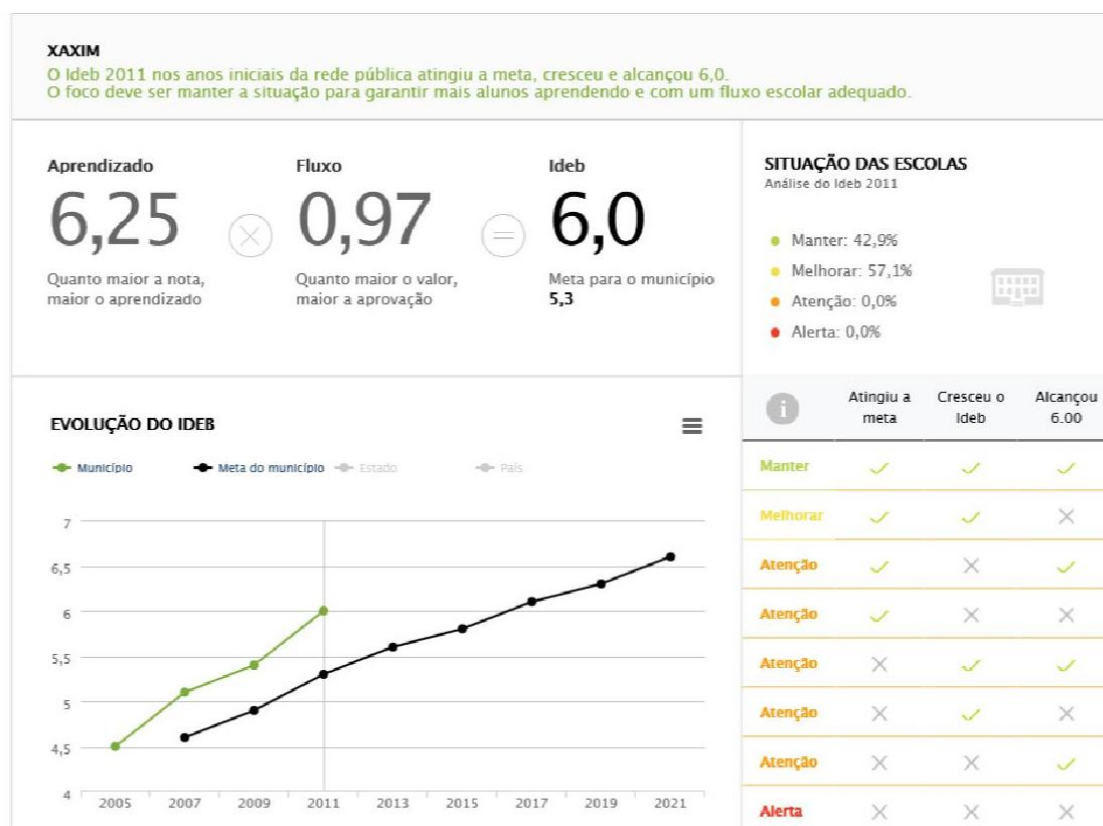 XAXIM
O Ideb 2011 nos anos iniciais da rede pública atingiu a meta, cresceu e alcançou 6,0.
O foco deve ser manter a situação para garantir mais alunos aprendendo e com um fluxo escolar adequado.
Aprendizado
6,25
Quanto maior a nota,
maior o aprendizado
Fluxo
0,97
Quanto maior o valor,
maior a aprovação
Ideb
6,0
Meta para o município
5,3
SITUAÇÃO DAS ESCOLAS
Análise do Ideb 2011
Manter: 42,9%
Melhorar: 57,1%
Atenção: 0,0%
Alerta: 0,0%
EVOLUÇÃO DO IDEB
Município
Meta do município
Estado
País
7
6,5
6
5,5
5
4,5
4
2005 2007 2009 2011 2013 2015 2017 2019 2021
i
Atingiu a
meta
Cresceu o
Ideb
Alcançou
6.00
Manter
Melhorar
Atenção
Atenção
Atenção
Atenção
Atenção
Alerta